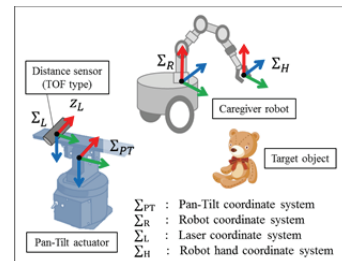 Distance sensor
(TOF type)
Σ_L
z_L
Σ_PT
Pan-Tilt actuator
Σ_R
Σ_H
Caregiver robot
Target object
Σ_PT : Pan-Tilt coordinate system
Σ_R : Robot coordinate system
Σ_L : Laser coordinate system
Σ_H : Robot hand coordinate system